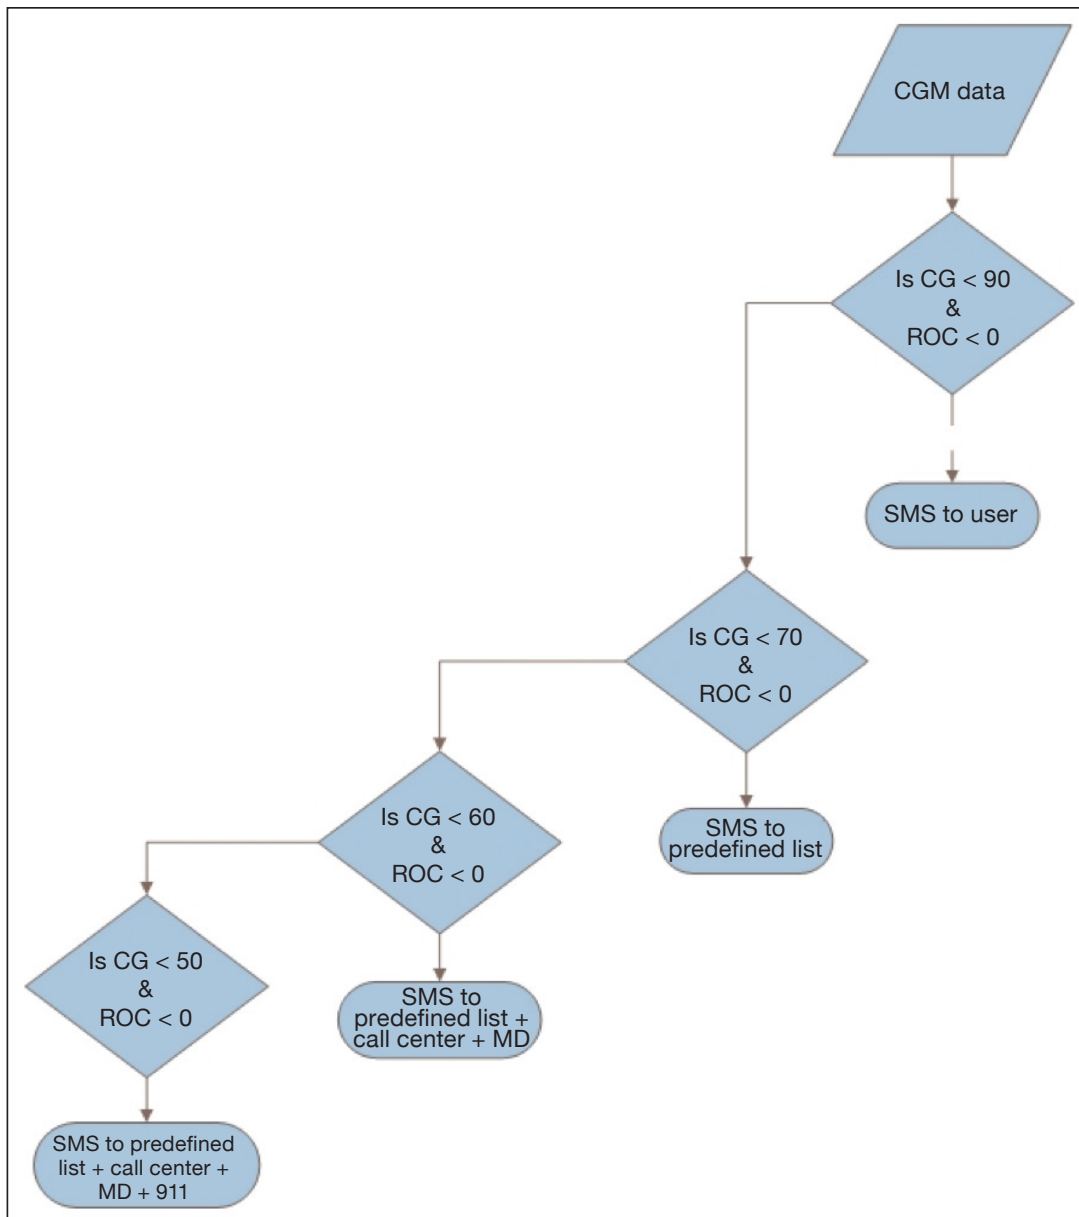 CGM data
Is CG < 90
&
ROC < 0
SMS to user
Is CG < 70
&
ROC < 0
SMS to
predefined list
Is CG < 60
&
ROC < 0
SMS to
predefined list +
call center + MD
Is CG < 50
&
ROC < 0
SMS to predefined
list + call center +
MD + 911